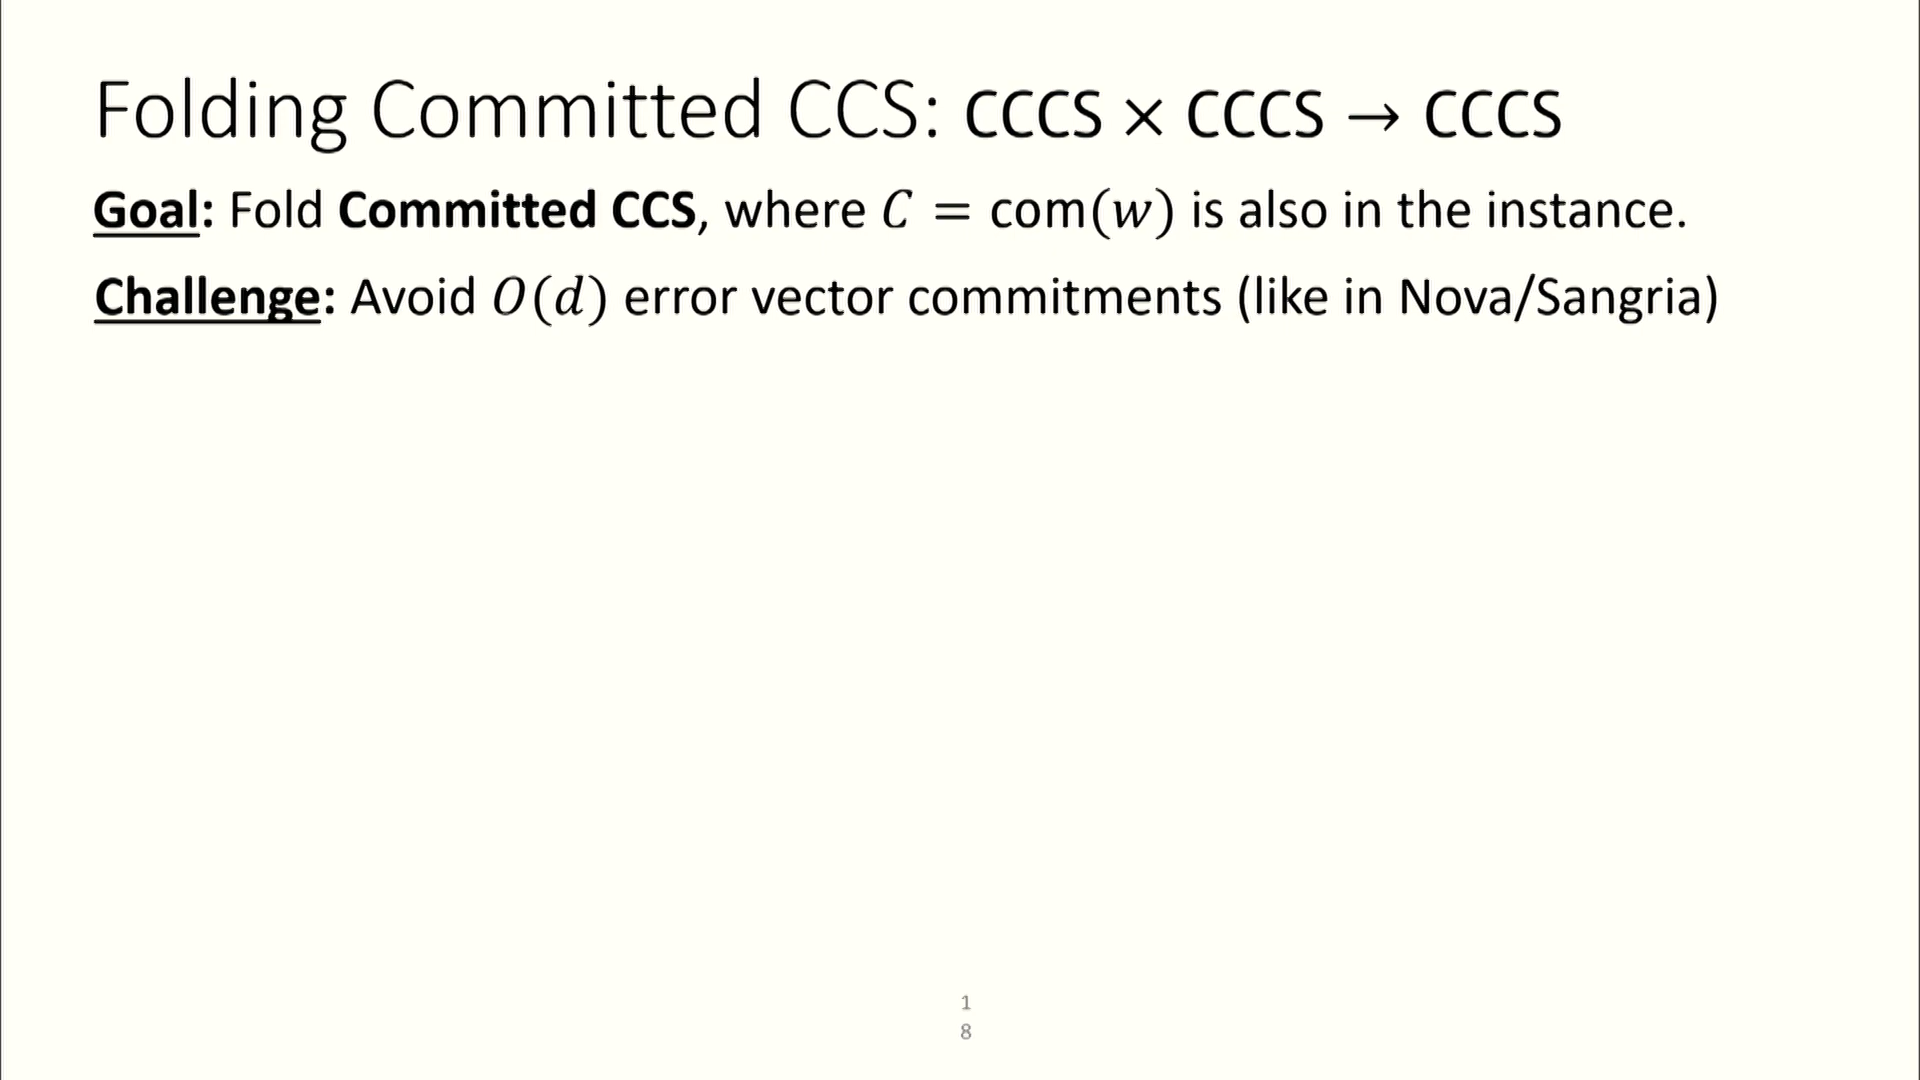 Folding Committed CCS: CCCS × CCCS → CCCS
Goal: Fold Committed CCS, where C = com(w) is also in the instance.
Challenge: Avoid O(d) error vector commitments (like in Nova/Sangria)
1
8